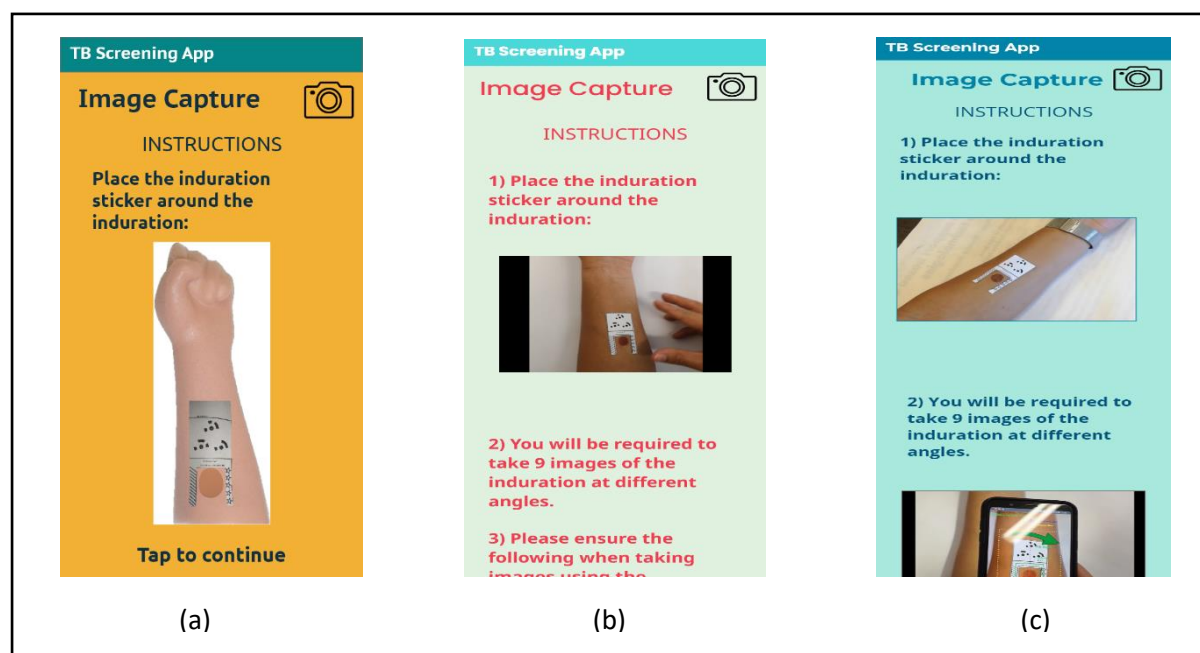 TB Screening App
Image Capture
INSTRUCTIONS
Place the induration
sticker around the
induration:
Tap to continue
(a)
TB Screening App
Image Capture
INSTRUCTIONS
1) Place the induration
sticker around the
induration:
2) You will be required to
take 9 images of the
induration at different
angles.
3) Please ensure the
following when taking
images using the
(b)
TB Screening App
Image Capture
INSTRUCTIONS
1) Place the induration
sticker around the
induration:
2) You will be required to
take 9 images of the
induration at different
angles.
(c)